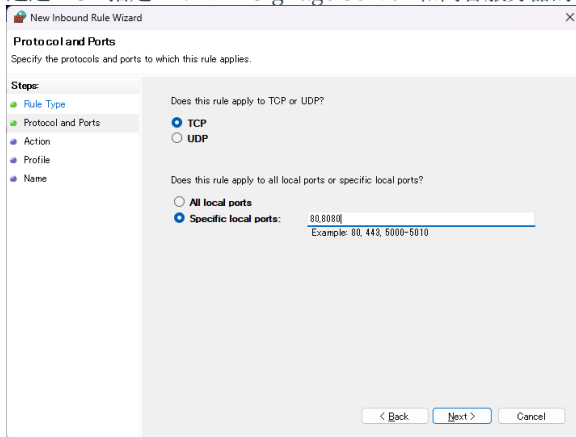 New Inbound Rule Wizard
Protocol and Ports
Specify the protocols and ports to which this rule applies.
Steps:
Rule Type
Protocol and Ports
Action
Profile
Name
Does this rule apply to TCP or UDP?
TCP
UDP
Does this rule apply to all local ports or specific local ports?
All local ports
Specific local ports:
80,8080
Example: 80, 443, 5000-5010
< Back
Next >
Cancel